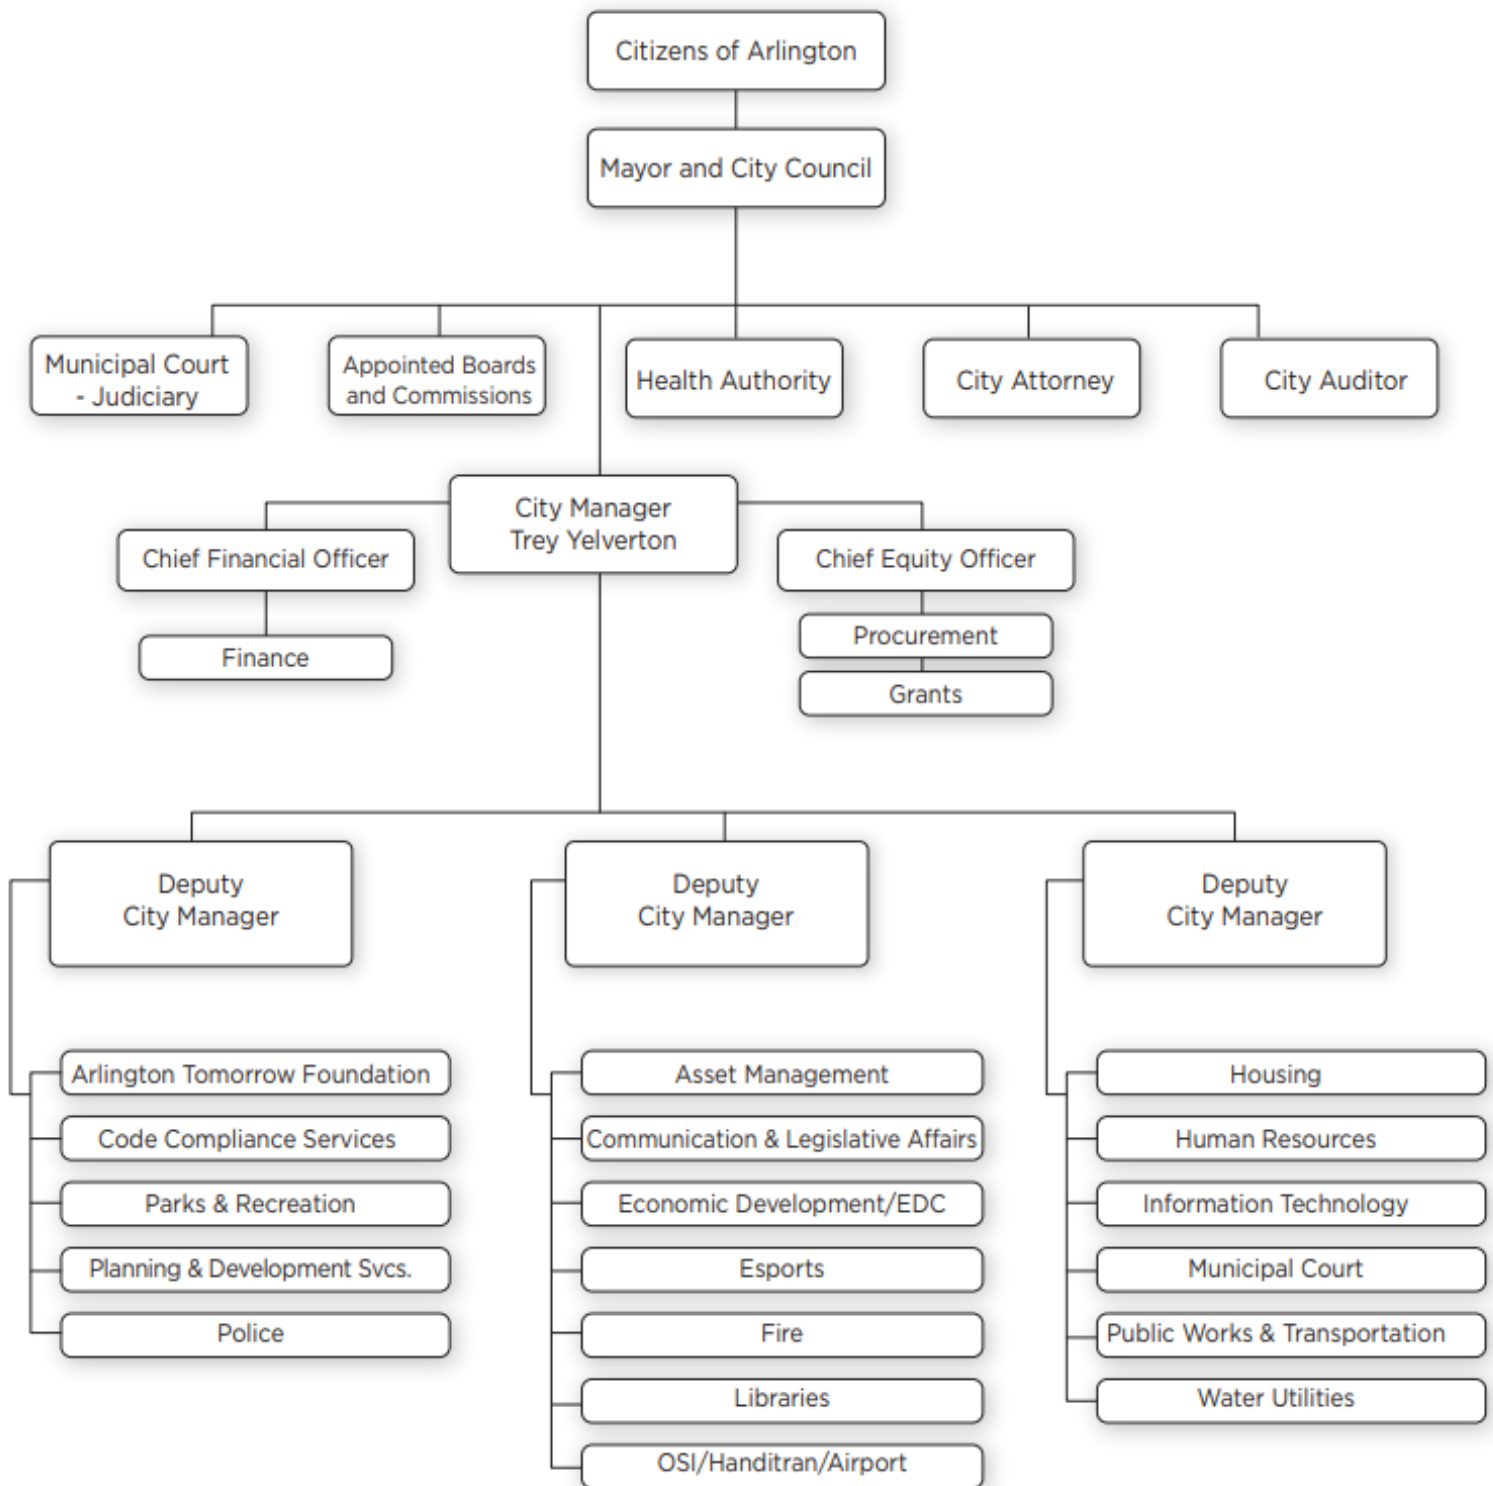 Citizens of Arlington
Mayor and City Council
Municipal Court
- Judiciary
Appointed Boards
and Commissions
Health Authority
City Attorney
City Auditor
City Manager
Trey Yelverton
Chief Financial Officer
Finance
Chief Equity Officer
Procurement
Grants
Deputy
City Manager
Arlington Tomorrow Foundation
Code Compliance Services
Parks & Recreation
Planning & Development Svcs.
Police
Deputy
City Manager
Asset Management
Communication & Legislative Affairs
Economic Development/EDC
Esports
Fire
Libraries
OSI/Handitran/Airport
Deputy
City Manager
Housing
Human Resources
Information Technology
Municipal Court
Public Works & Transportation
Water Utilities